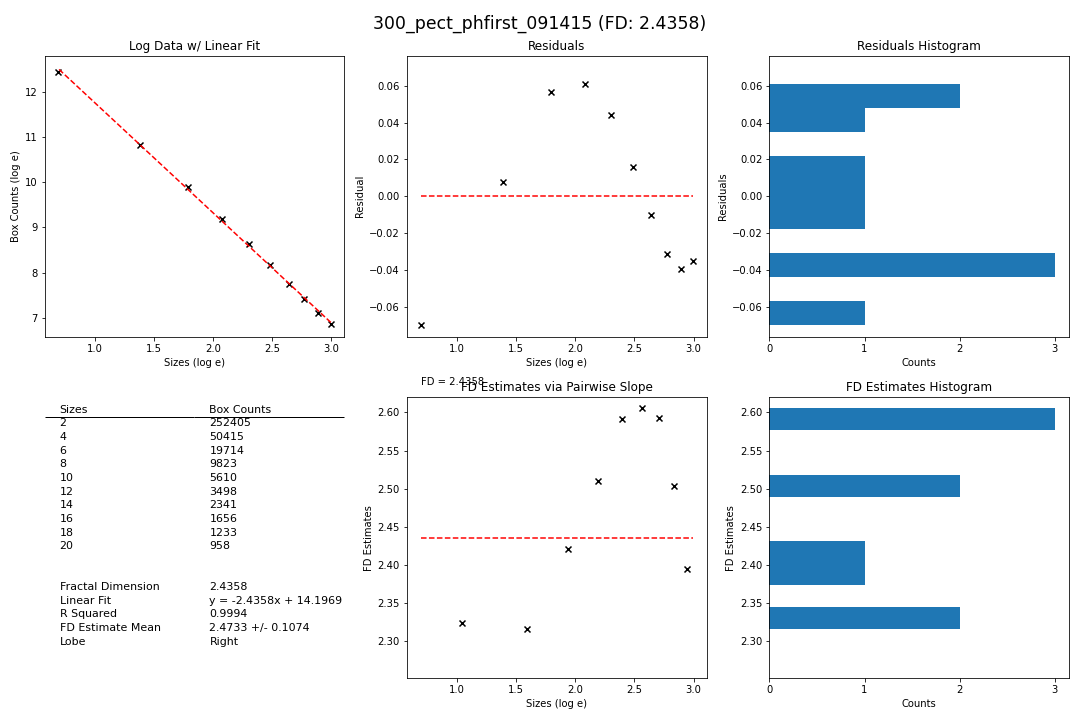 300_pect_phfirst_091415 (FD: 2.4358)
Log Data w/ Linear Fit
12
11
10
9
8
7
1.0 1.5 2.0 2.5 3.0
Box Counts (log e)
Sizes (log e)
Residuals
0.06
0.04
0.02
0.00
−0.02
−0.04
−0.06
1.0 1.5 2.0 2.5 3.0
Residual
Sizes (log e)
Residuals Histogram
0.06
0.04
0.02
0.00
−0.02
−0.04
−0.06
0 1 2 3
Residuals
Counts
Sizes Box Counts
2 252405
4 50415
6 19714
8 9823
10 5610
12 3498
14 2341
16 1656
18 1233
20 958
Fractal Dimension 2.4358
Linear Fit y = -2.4358x + 14.1969
R Squared 0.9994
FD Estimate Mean 2.4733 +/- 0.1074
Lobe Right
FD = 2.4358
FD Estimates via Pairwise Slope
2.60
2.55
2.50
2.45
2.40
2.35
2.30
1.0 1.5 2.0 2.5 3.0
FD Estimates
Sizes (log e)
FD Estimates Histogram
2.60
2.55
2.50
2.45
2.40
2.35
2.30
0 1 2 3
FD Estimates
Counts